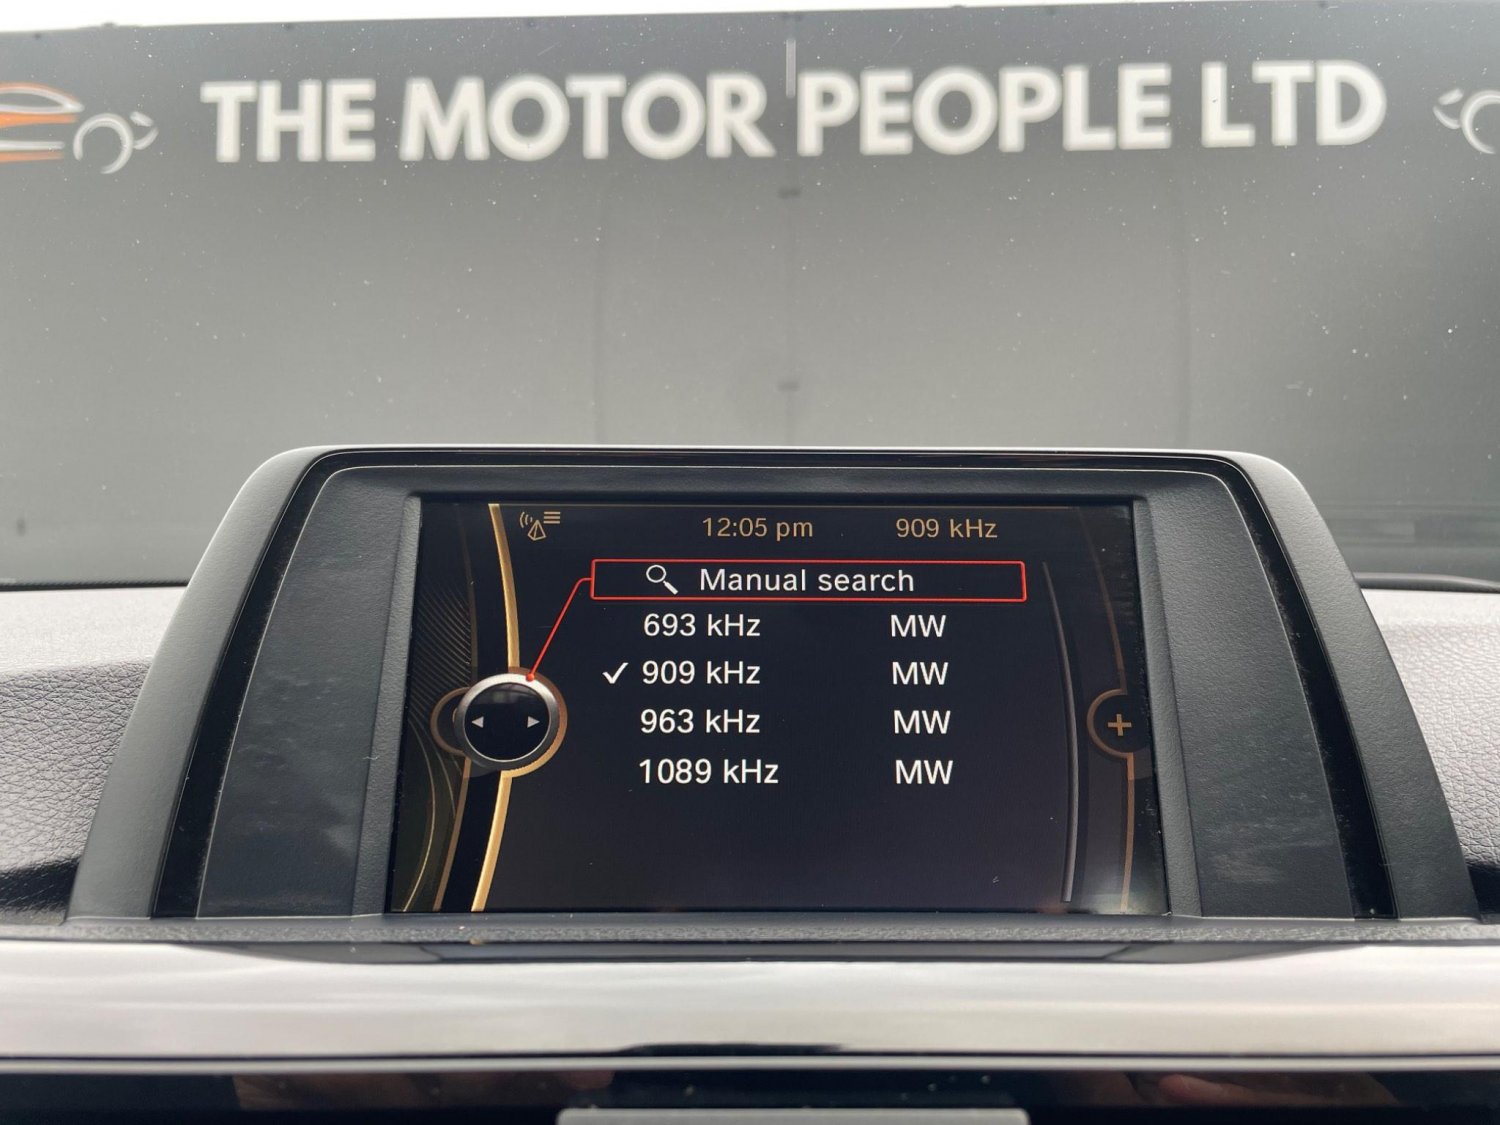 THE MOTOR PEOPLE LTD
12:05 pm 909 kHz
Manual search
693 kHz MW
✓ 909 kHz MW
963 kHz MW
1089 kHz MW